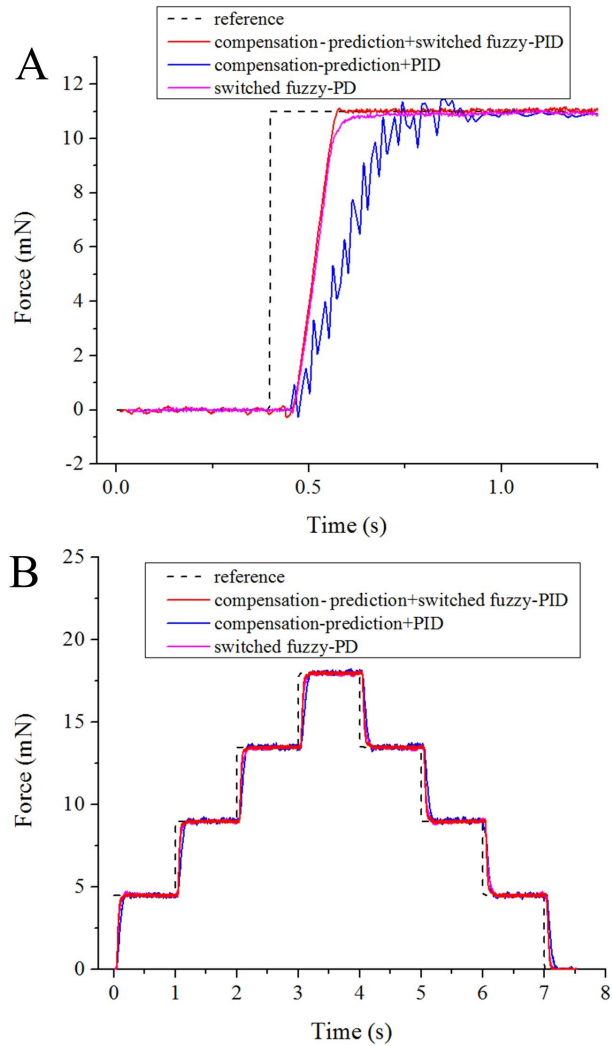 A
reference
compensation-prediction+switched fuzzy-PID
compensation-prediction+PID
switched fuzzy-PD
12
10
8
6
4
2
0
-2
Force (mN)
0.0 0.5 1.0
Time (s)
B
25
reference
compensation-prediction+switched fuzzy-PID
compensation-prediction+PID
switched fuzzy-PD
20
15
10
5
0
Force (mN)
0 1 2 3 4 5 6 7 8
Time (s)